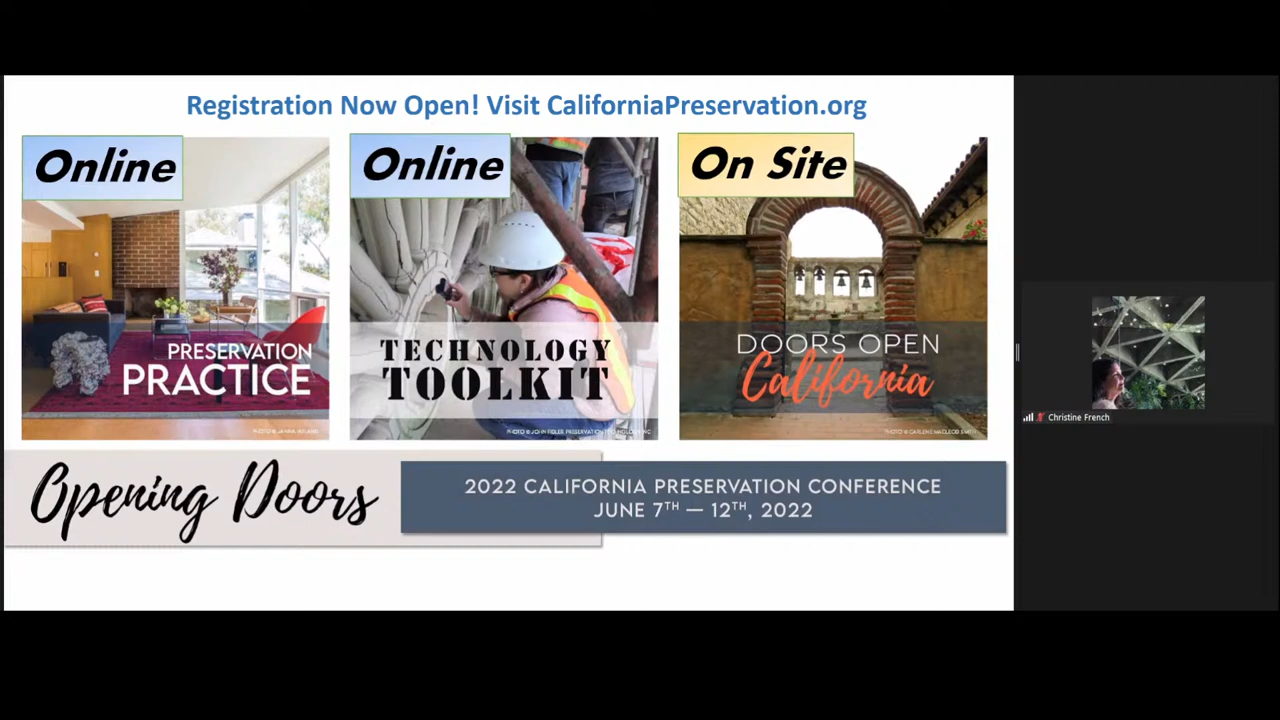 Registration Now Open! Visit CaliforniaPreservation.org
Online
PRESERVATION
PRACTICE
Online
TECHNOLOGY
TOOLKIT
On Site
DOORS OPEN
California
Opening Doors
2022 CALIFORNIA PRESERVATION CONFERENCE
JUNE 7TH — 12TH, 2022
Christine French